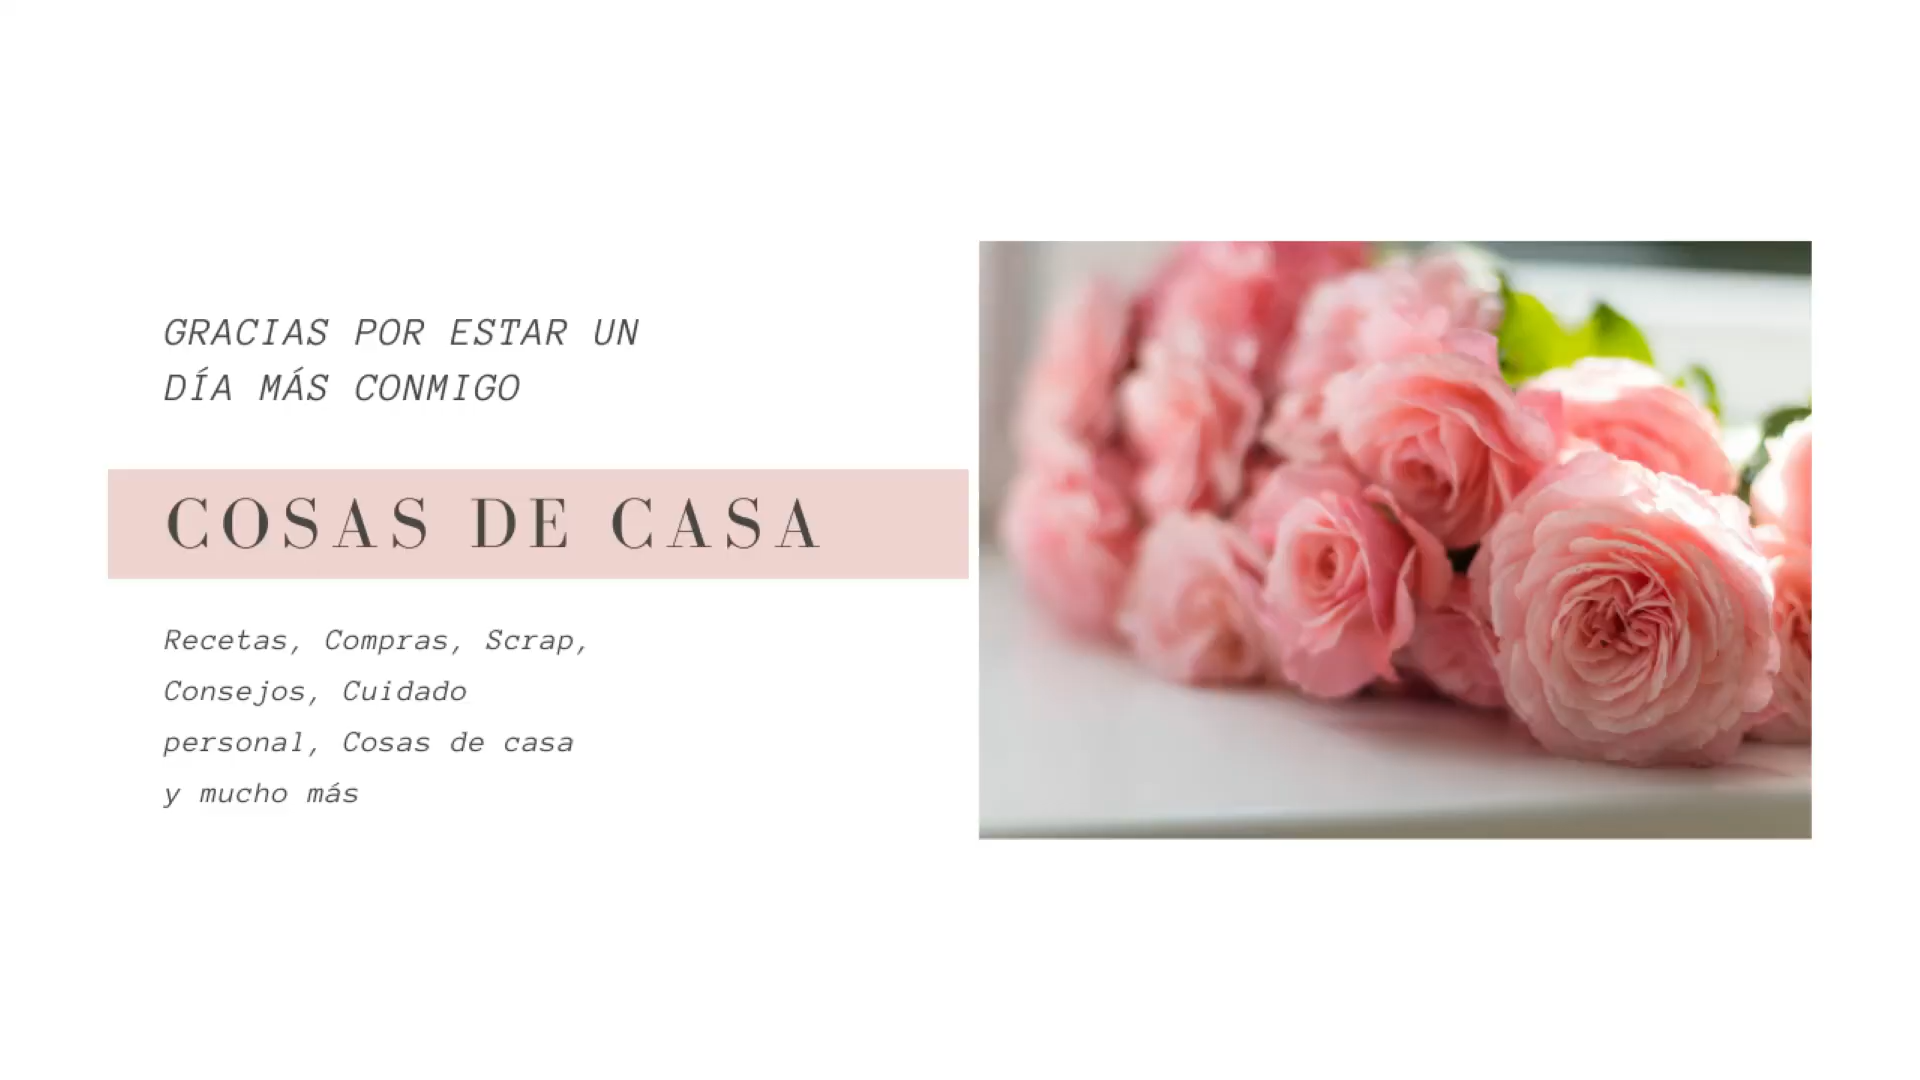 GRACIAS POR ESTAR UN
DÍA MÁS CONMIGO
COSAS DE CASA
Recetas, Compras, Scrap,
Consejos, Cuidado
personal, Cosas de casa
y mucho más